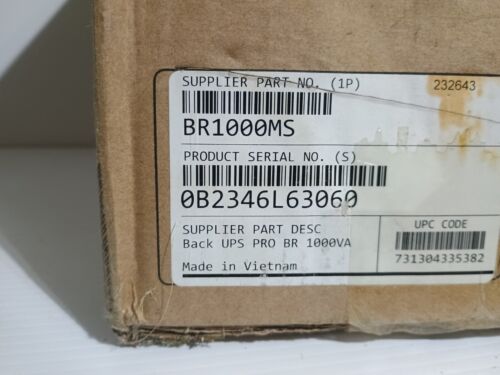 SUPPLIER PART NO. (1P)
232643
BR1000MS
PRODUCT SERIAL NO. (S)
0B2346L63060
SUPPLIER PART DESC
Back UPS PRO BR 1000VA
Made in Vietnam
UPC CODE
731304335382